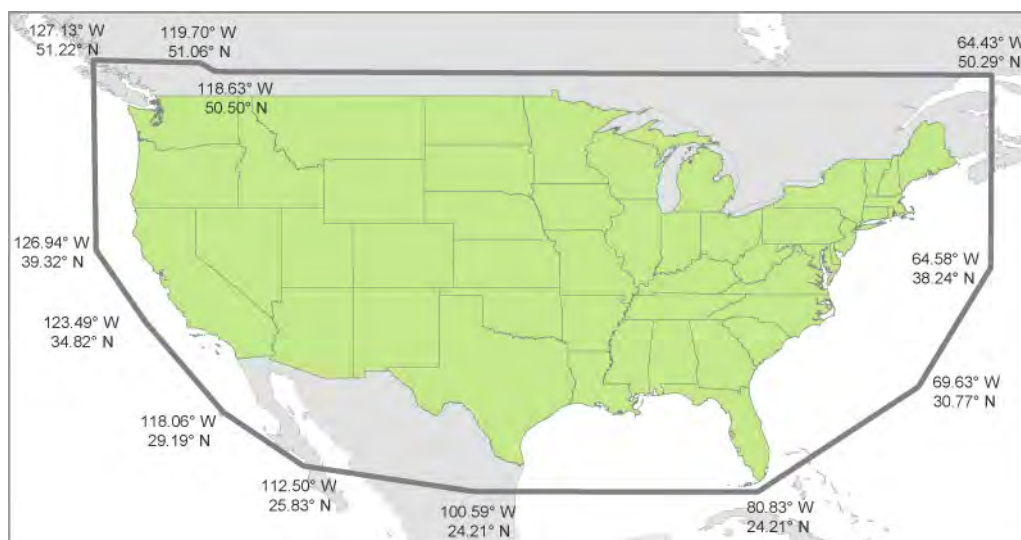 127.13° W
51.22° N
119.70° W
51.06° N
64.43° W
50.29° N
118.63° W
50.50° N
126.94° W
39.32° N
64.58° W
38.24° N
123.49° W
34.82° N
69.63° W
30.77° N
118.06° W
29.19° N
112.50° W
25.83° N
100.59° W
24.21° N
80.83° W
24.21° N